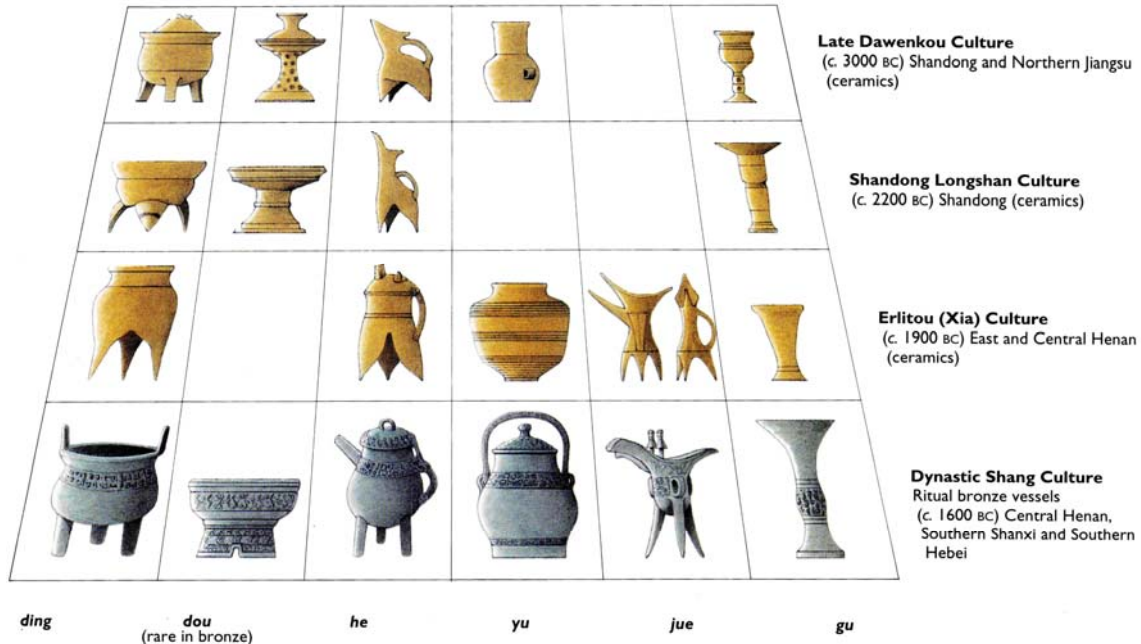 Late Dawenkou Culture
(c. 3000 BC) Shandong and Northern Jiangsu
(ceramics)
Shandong Longshan Culture
(c. 2200 BC) Shandong (ceramics)
Erlitou (Xia) Culture
(c. 1900 BC) East and Central Henan
(ceramics)
Dynastic Shang Culture
Ritual bronze vessels
(c. 1600 BC) Central Henan,
Southern Shanxi and Southern
Hebei
ding dou he yu jue gu
(rare in bronze)